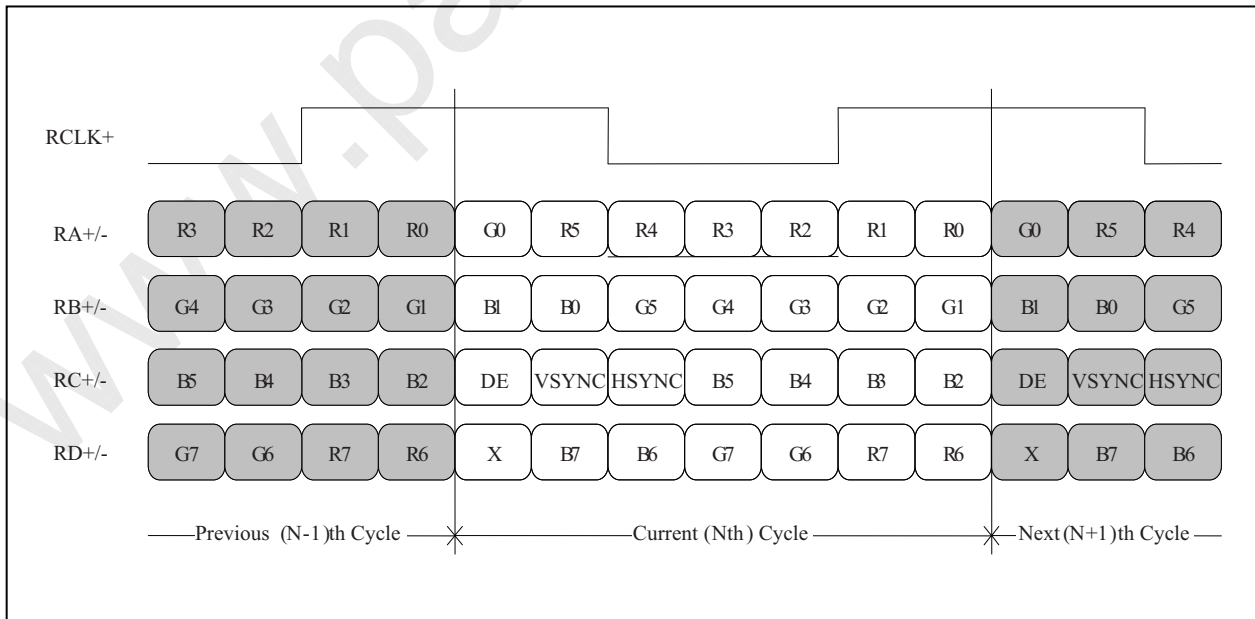 www.pa
RCLK+
RA+/- R3 R2 R1 R0 G0 R5 R4 R3 R2 R1 R0 G0 R5 R4
RB+/- G4 G3 G2 G1 B1 B0 G5 G4 G3 G2 G1 B1 B0 G5
RC+/- B5 B4 B3 B2 DE VSYNC HSYNC B5 B4 B3 B2 DE VSYNC HSYNC
RD+/- G7 G6 R7 R6 X B7 B6 G7 G6 R7 R6 X B7 B6
Previous (N-1)th Cycle Current (Nth) Cycle Next (N+1)th Cycle